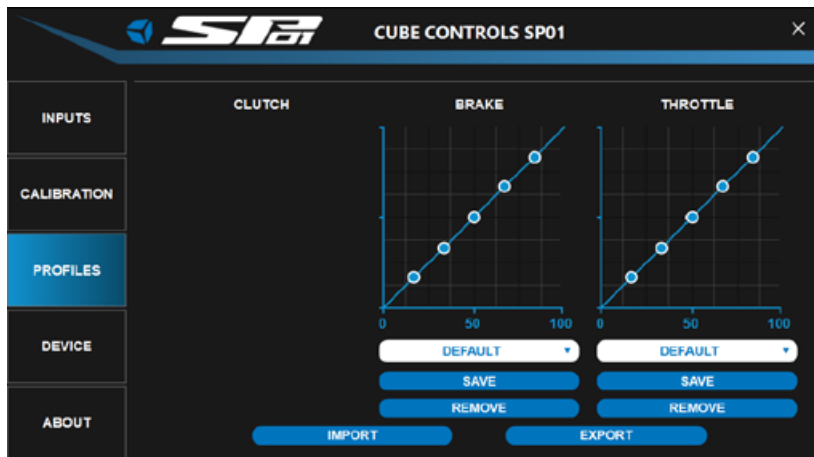 SP01
CUBE CONTROLS SP01
INPUTS
CALIBRATION
PROFILES
DEVICE
ABOUT
CLUTCH
BRAKE
0 50 100
DEFAULT
SAVE
REMOVE
THROTTLE
0 50 100
DEFAULT
SAVE
REMOVE
IMPORT
EXPORT